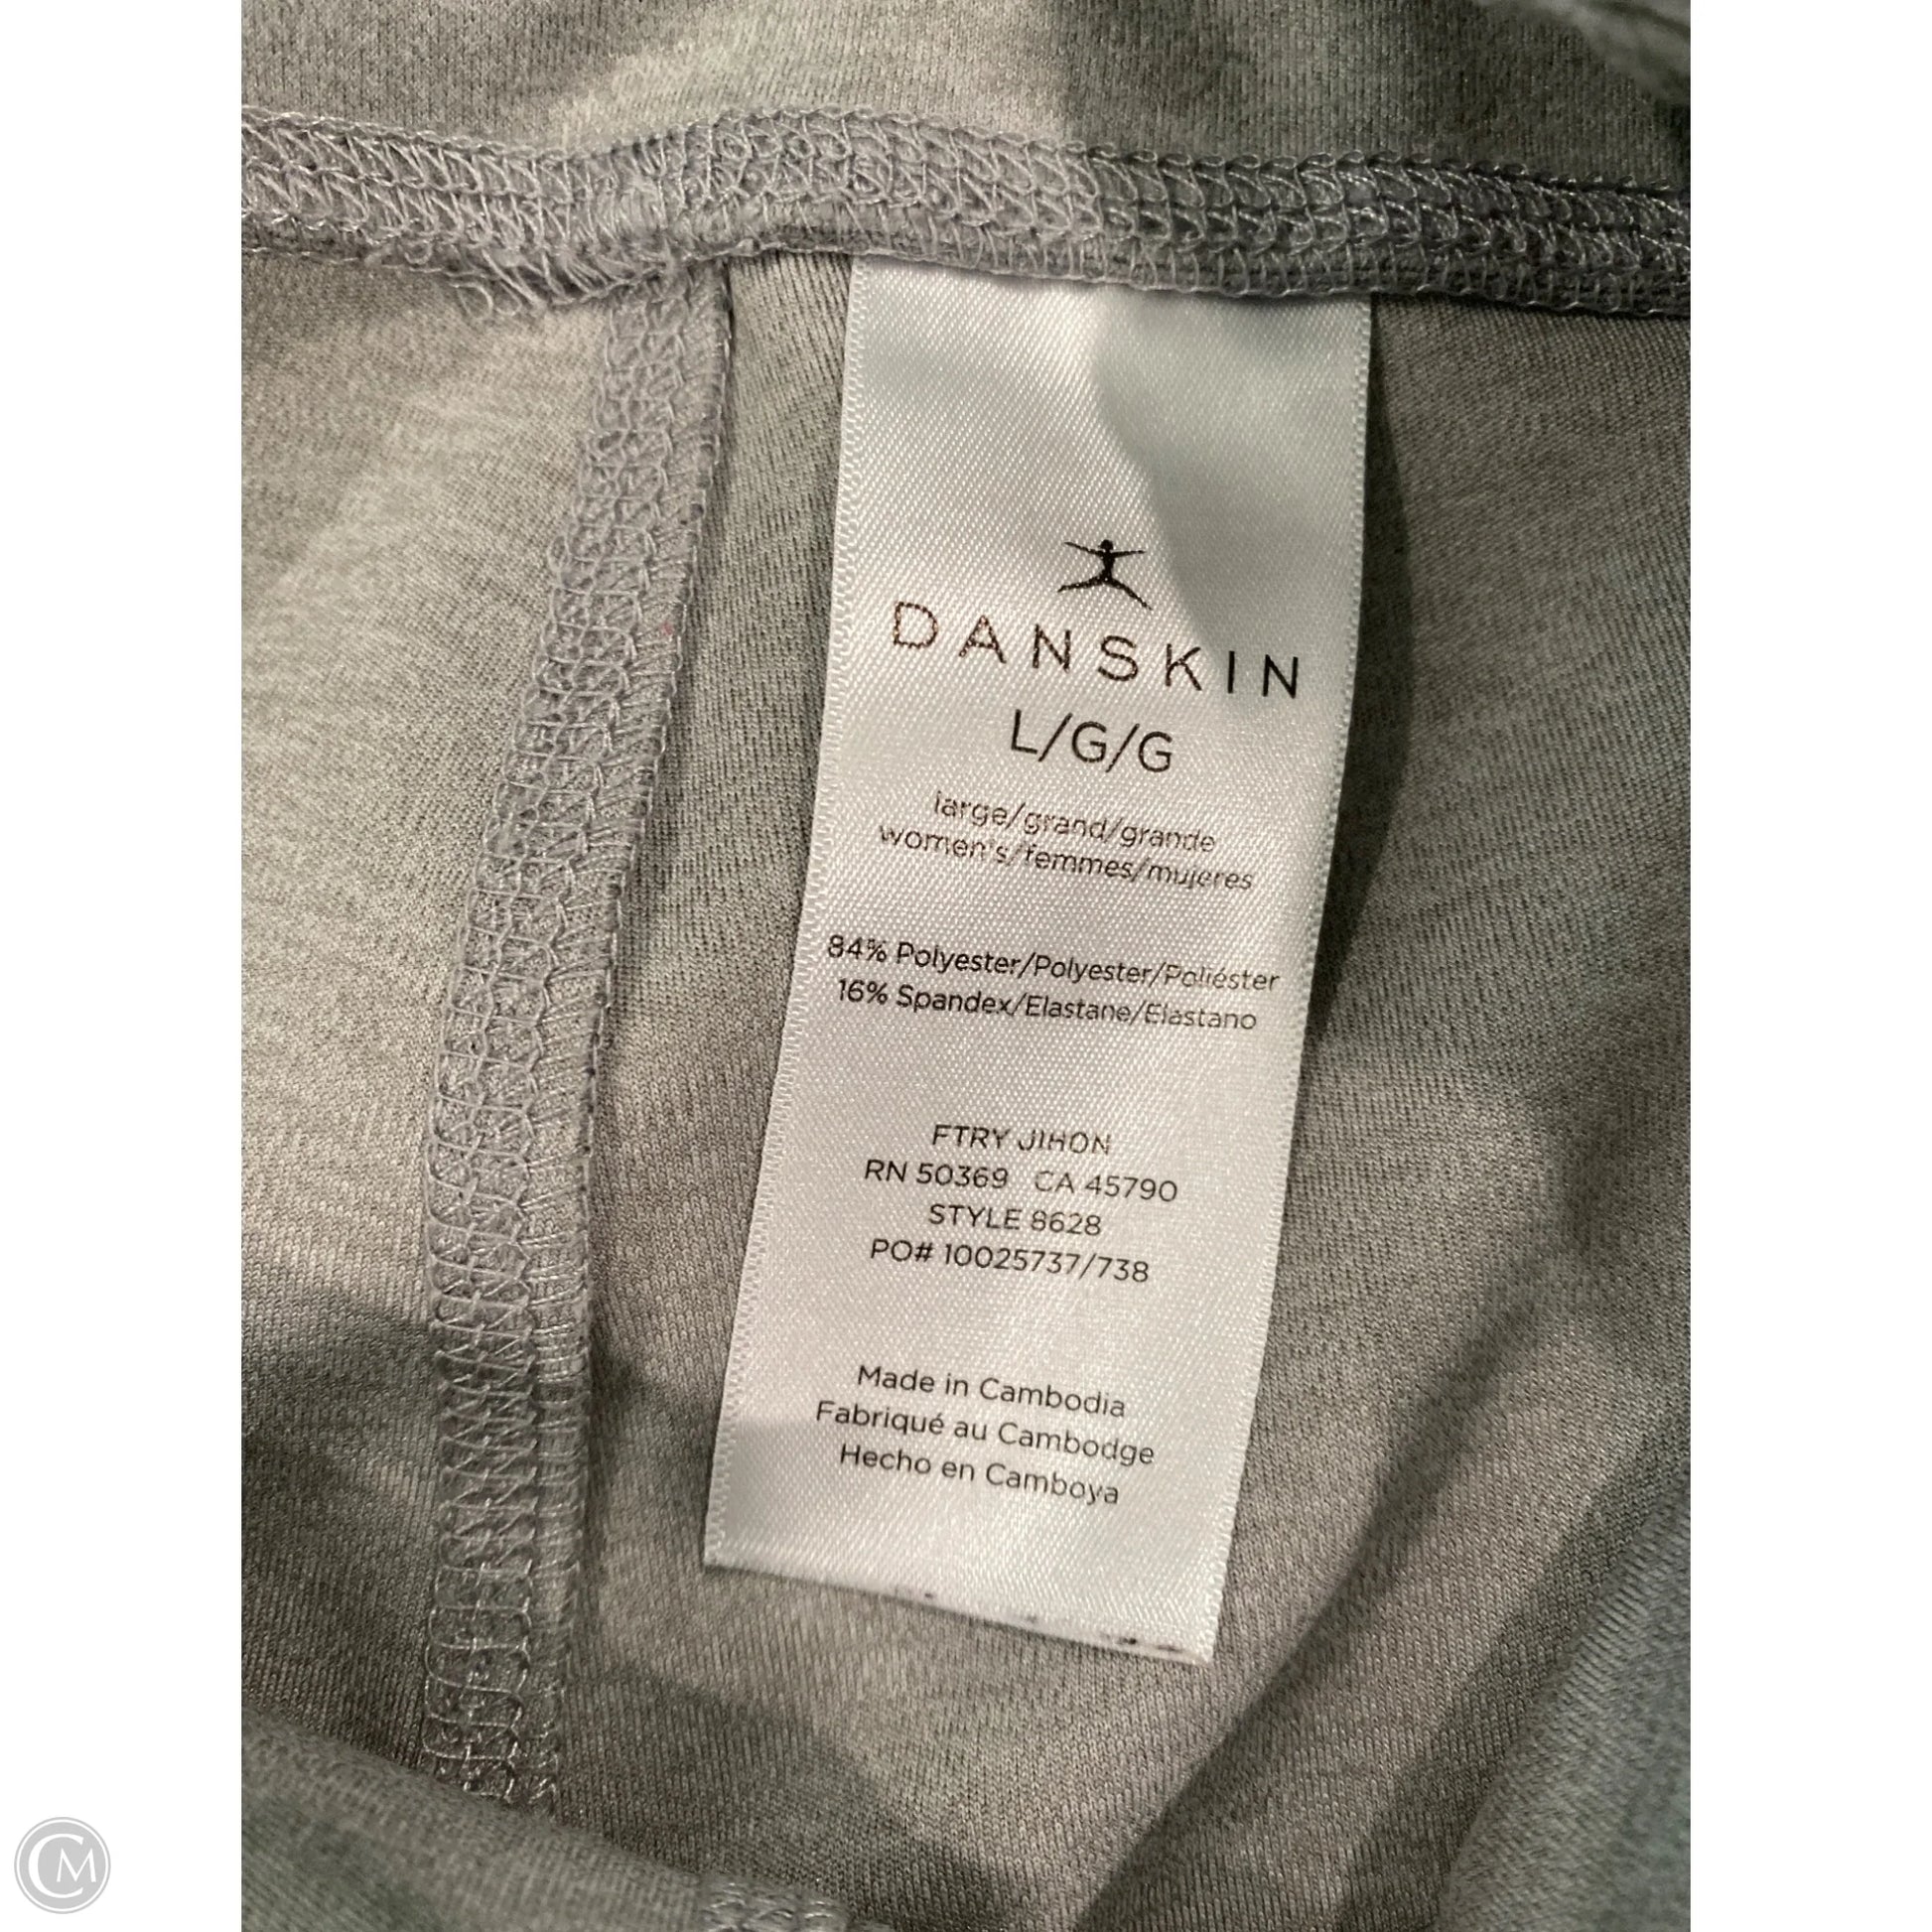 DANSKIN
L/G/G
large/grand/grande
women's/femmes/mujeres
84% Polyester/Polyester/Poliéster
16% Spandex/Elastane/Elastano
FTRY JIHON
RN 50369 CA 45790
STYLE 8628
PO# 10025737/738
Made in Cambodia
Fabriqué au Cambodge
Hecho en Camboya
CM